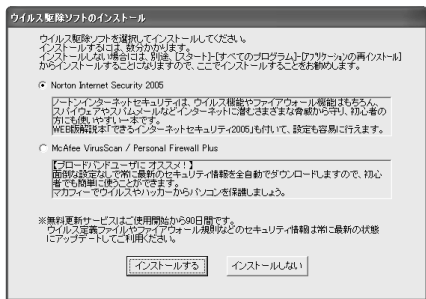 ウイルス駆除ソフトのインストール
ウイルス駆除ソフトを選択してインストールしてください。
インストールするには、数分かかります。
インストールしない場合には、別途、[スタート]-[すべてのプログラム]-[アプリケーションの再インストール]
からインストールすることになりますので、ここでインストールすることをお勧めします。
Norton Internet Security 2005
ノートンインターネットセキュリティは、ウイルス機能やファイアウォール機能はもちろん、
スパイウェアやスパムメールなどインターネットに潜むさまざまな脅威から守り、初心者の
方にも使いやすい一本です。
WEB版解説本「できるインターネットセキュリティ2005」も付いて、設定も容易に行えます。
McAfee VirusScan / Personal Firewall Plus
【ブロードバンドユーザに オススメ!】
面倒な設定なしで常に最新のセキュリティ情報を全自動でダウンロードしますので、初心
者でも簡単に使うことができます。
マカフィーでウイルスやハッカーからパソコンを保護しましょう。
※無料更新サービスはご使用開始から90日間です。
ウイルス定義ファイルやファイアウォール規則などのセキュリティ情報は常に最新の状態
にアップデートしてご利用ください。
インストールする
インストールしない